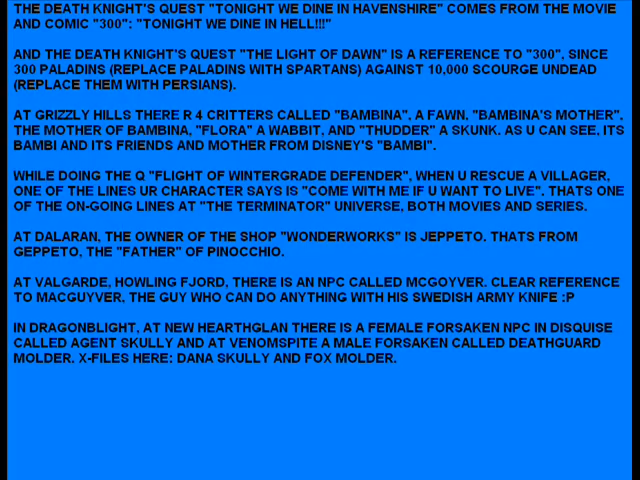 THE DEATH KNIGHT'S QUEST "TONIGHT WE DINE IN HAVENSHIRE" COMES FROM THE MOVIE
AND COMIC "300": "TONIGHT WE DINE IN HELL!!!"
AND THE DEATH KNIGHT'S QUEST "THE LIGHT OF DAWN" IS A REFERENCE TO "300", SINCE
300 PALADINS (REPLACE PALADINS WITH SPARTANS) AGAINST 10,000 SCOURGE UNDEAD
(REPLACE THEM WITH PERSIANS).
AT GRIZZLY HILLS THERE R 4 CRITTERS CALLED "BAMBINA", A FAWN, "BAMBINA'S MOTHER".
THE MOTHER OF BAMBINA, "FLORA" A WABBIT, AND "THUDDER" A SKUNK. AS U CAN SEE, ITS
BAMBI AND ITS FRIENDS AND MOTHER FROM DISNEY'S "BAMBI".
WHILE DOING THE Q "FLIGHT OF WINTERGRADE DEFENDER", WHEN U RESCUE A VILLAGER,
ONE OF THE LINES UR CHARACTER SAYS IS "COME WITH ME IF U WANT TO LIVE". THATS ONE
OF THE ON-GOING LINES AT "THE TERMINATOR" UNIVERSE, BOTH MOVIES AND SERIES.
AT DALARAN, THE OWNER OF THE SHOP "WONDERWORKS" IS JEPPETO. THATS FROM
GEPPETO, THE "FATHER" OF PINOCCHIO.
AT VALGARDE, HOWLING FJORD, THERE IS AN NPC CALLED MCGOYVER. CLEAR REFERENCE
TO MACGUYVER, THE GUY WHO CAN DO ANYTHING WITH HIS SWEDISH ARMY KNIFE :P
IN DRAGONBLIGHT, AT NEW HEARTHGLAN THERE IS A FEMALE FORSAKEN NPC IN DISQUISE
CALLED AGENT SKULLY AND AT VENOMSPITE A MALE FORSAKEN CALLED DEATHGUARD
MOLDER. X-FILES HERE: DANA SKULLY AND FOX MOLDER.